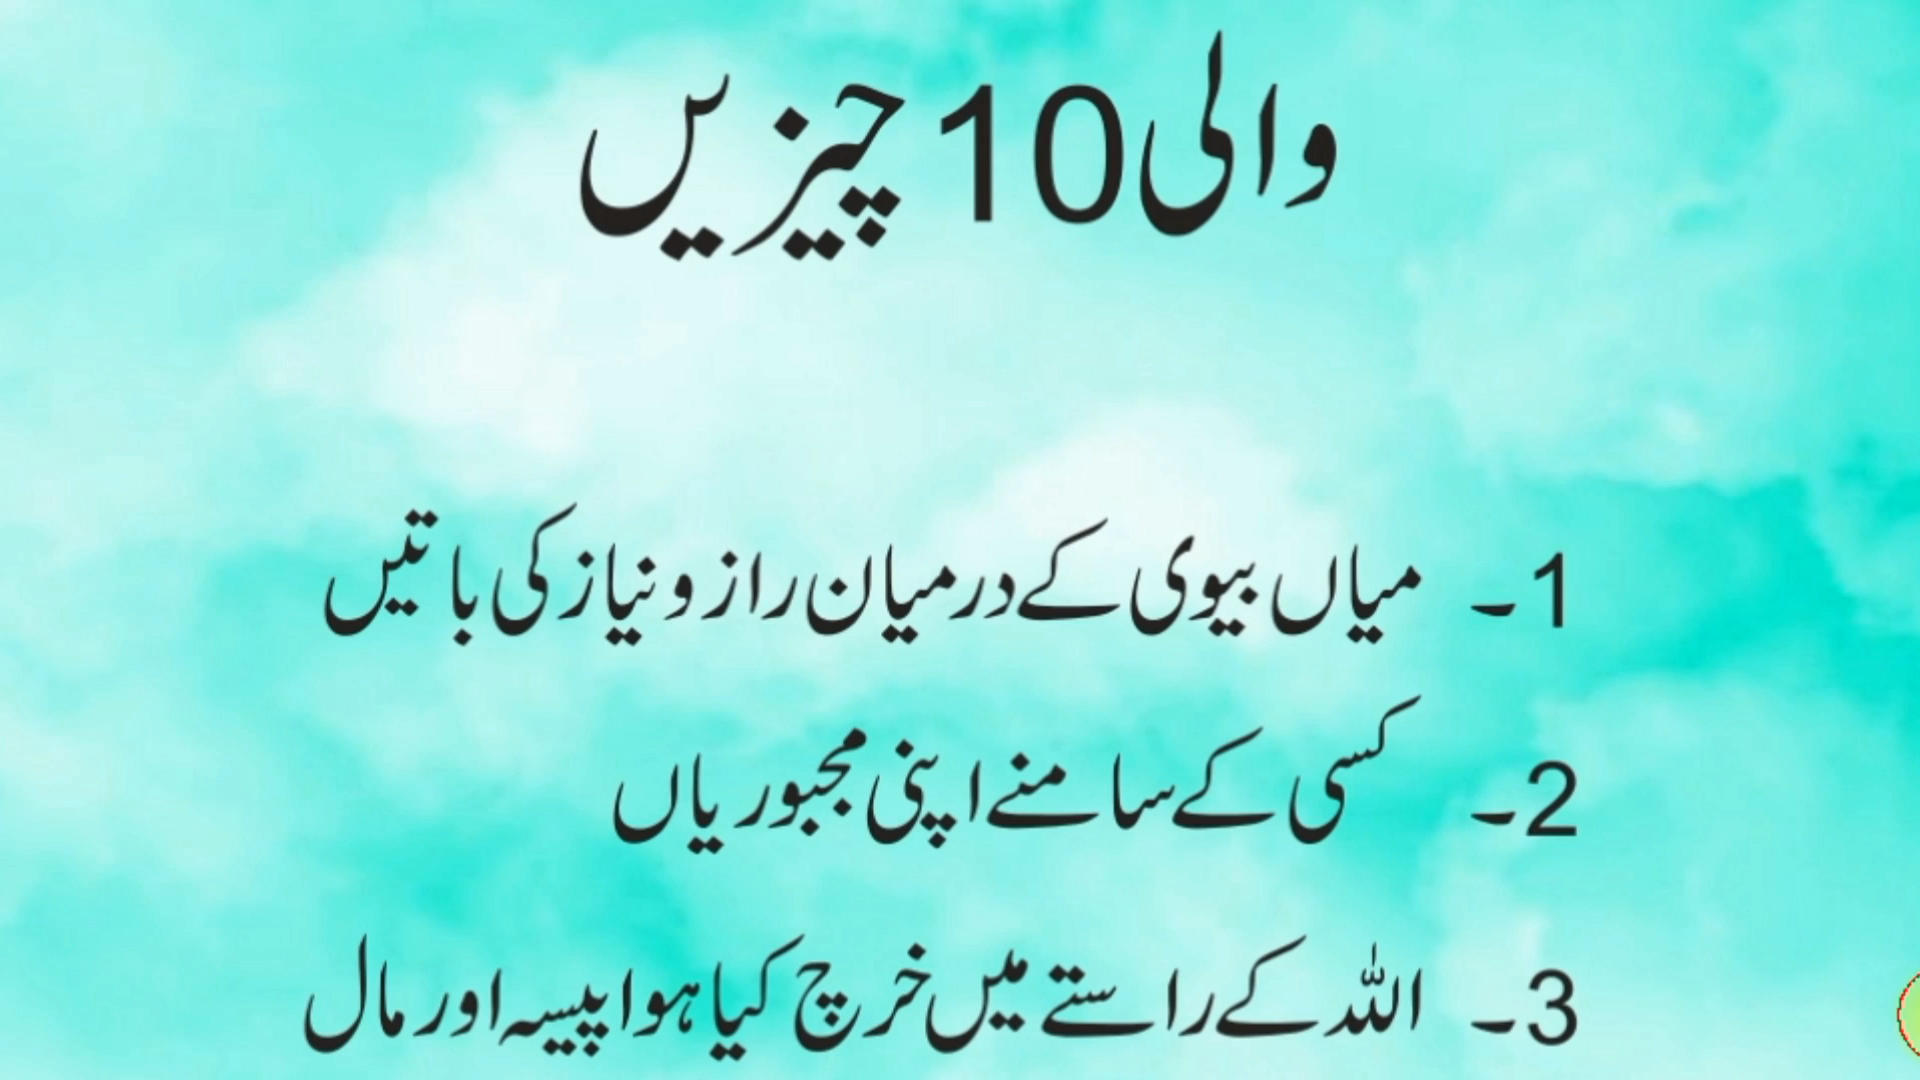 والی 10 چیزیں
1۔ میاں بیوی کے درمیان راز و نیاز کی باتیں
2۔ کسی کے سامنے اپنی مجبوریاں
3۔ اللہ کے راستے میں خرچ کیا ہوا پیسہ اور مال